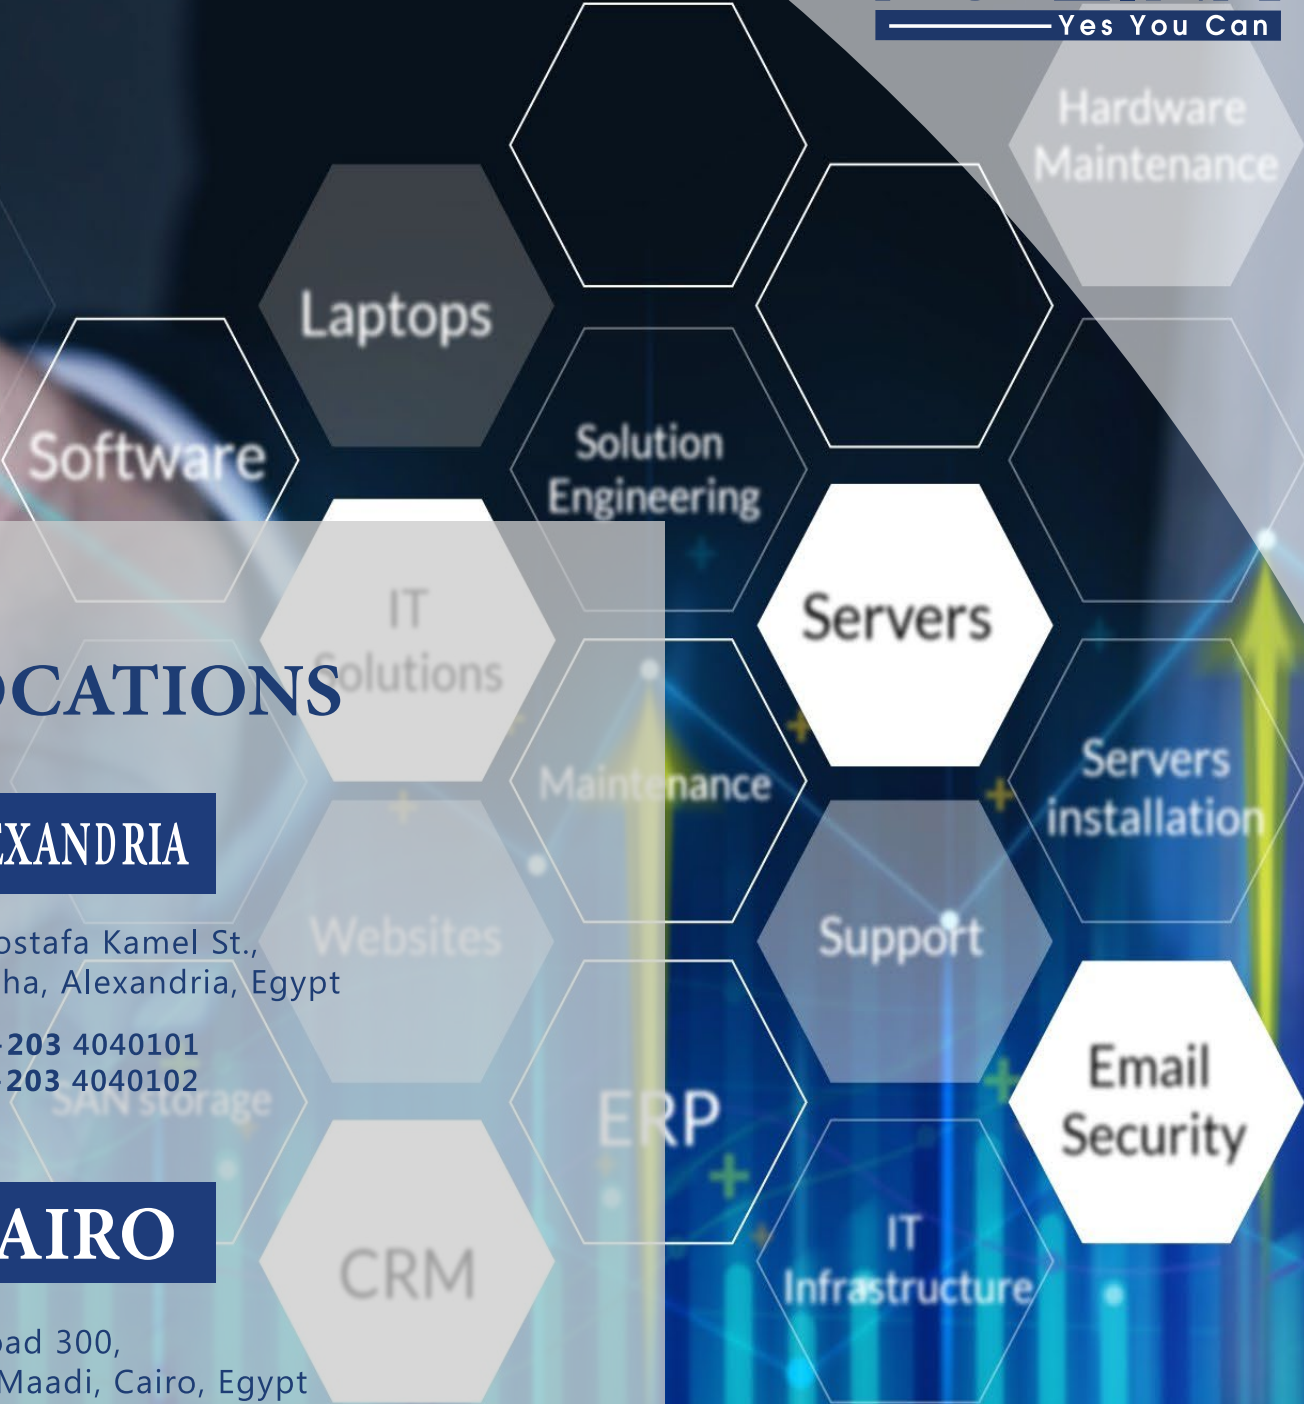 Yes You Can
Hardware
Maintenance
Laptops
Software
Solution
Engineering
IT
Solutions
Servers
OCATIONS
Maintenance
Servers
installation
EXANDRIA
ostafa Kamel St.,
ha, Alexandria, Egypt
Websites
Support
203 4040101
203 4040102
SAN storage
ERP
Email
Security
AIRO
CRM
IT
Infrastructure
oad 300,
Maadi, Cairo, Egypt